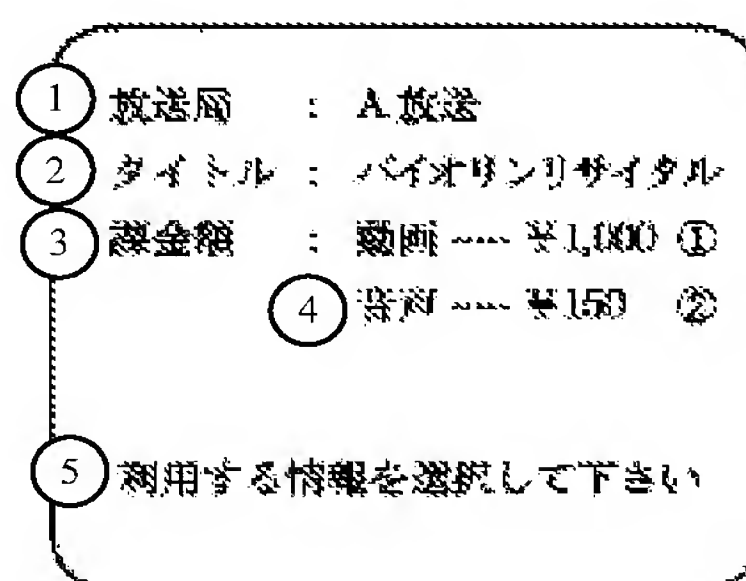 ① 放送局 : A 放送
② タイトル : バイオリンリサイタル
③ 課金額 : 動画 ---- ¥1,000 ①
④ 音声 ---- ¥150 ②
⑤ 利用する情報を選択して下さい